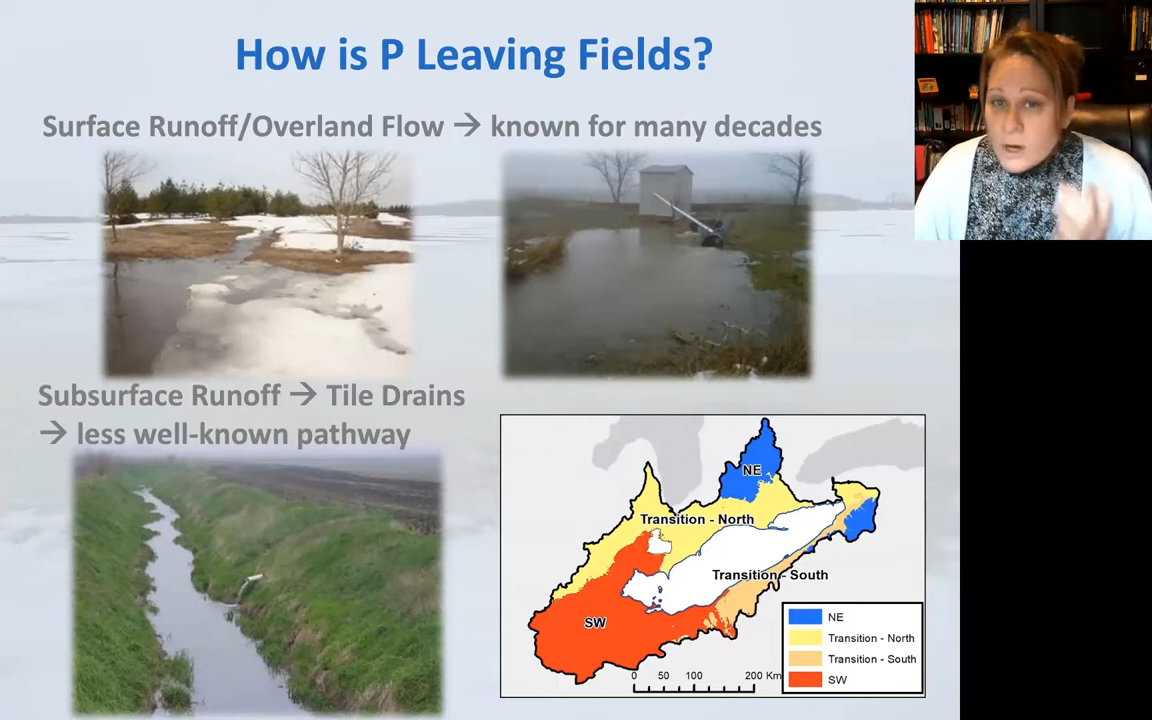 How is P Leaving Fields?
Surface Runoff/Overland Flow → known for many decades
Subsurface Runoff → Tile Drains
→ less well-known pathway
NE
Transition - North
Transition - South
SW
NE
Transition - North
Transition - South
SW
0 50 100 200 Km